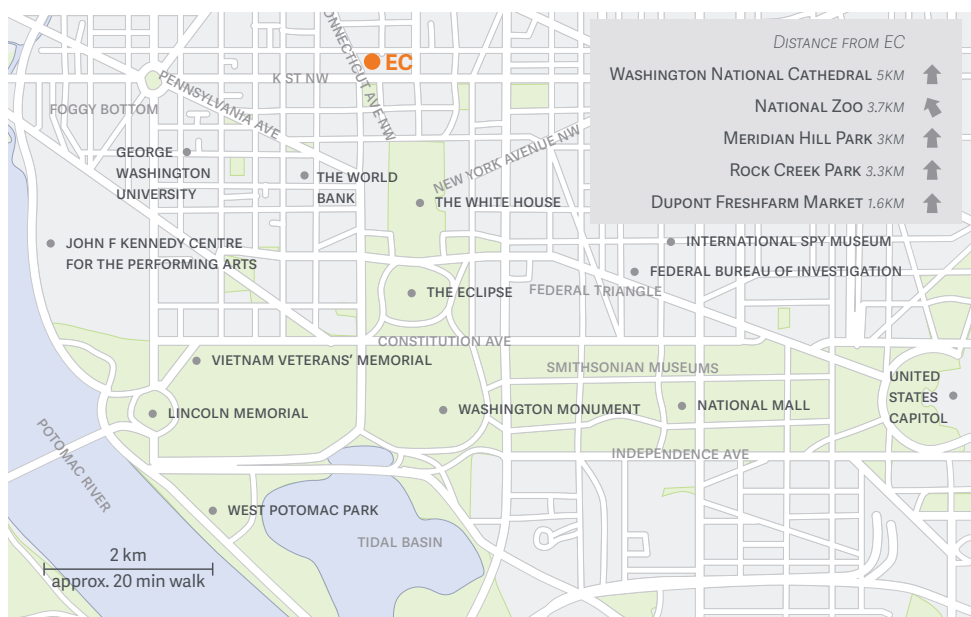 CONNECTICUT AVE NW
EC
K ST NW
PENNSYLVANIA AVE
FOGGY BOTTOM
DISTANCE FROM EC
WASHINGTON NATIONAL CATHEDRAL 5KM
NATIONAL ZOO 3.7KM
MERIDIAN HILL PARK 3KM
ROCK CREEK PARK 3.3KM
DUPONT FRESHFARM MARKET 1.6KM
GEORGE
WASHINGTON
UNIVERSITY
THE WORLD
BANK
NEW YORK AVENUE NW
THE WHITE HOUSE
JOHN F KENNEDY CENTRE
FOR THE PERFORMING ARTS
INTERNATIONAL SPY MUSEUM
FEDERAL BUREAU OF INVESTIGATION
THE ECLIPSE
FEDERAL TRIANGLE
CONSTITUTION AVE
VIETNAM VETERANS’ MEMORIAL
SMITHSONIAN MUSEUMS
UNITED
STATES
CAPITOL
LINCOLN MEMORIAL
WASHINGTON MONUMENT
NATIONAL MALL
INDEPENDENCE AVE
POTOMAC RIVER
WEST POTOMAC PARK
TIDAL BASIN
2 km
approx. 20 min walk